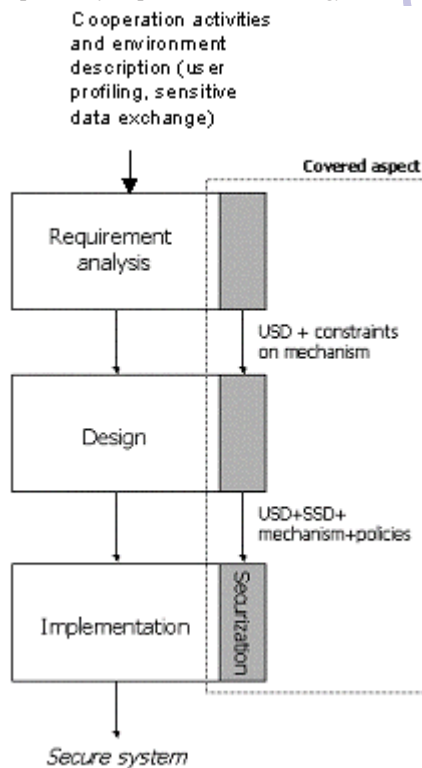 Cooperation activities
and environment
description (user
profiling, sensitive
data exchange)
Covered aspect
Requirement
analysis
USD + constraints
on mechanism
Design
USD+SSD+
mechanism+policies
Implementation
Securization
Secure system